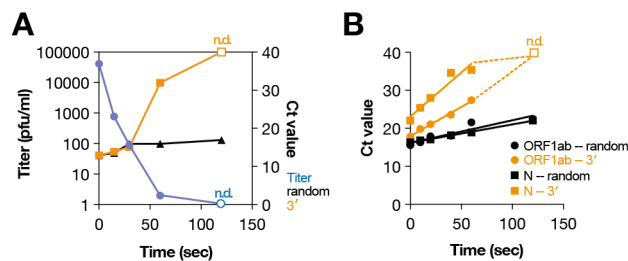 A
Titer (pfu/ml)
100000
10000
1000
100
10
1
n.d.
n.d.
40
30
20
10
0
Ct value
Titer
random
3′
0 50 100 150
Time (sec)
B
Ct value
40
30
20
10
0
n.d.
ORF1ab – random
ORF1ab – 3′
N – random
N – 3′
0 50 100 150
Time (sec)